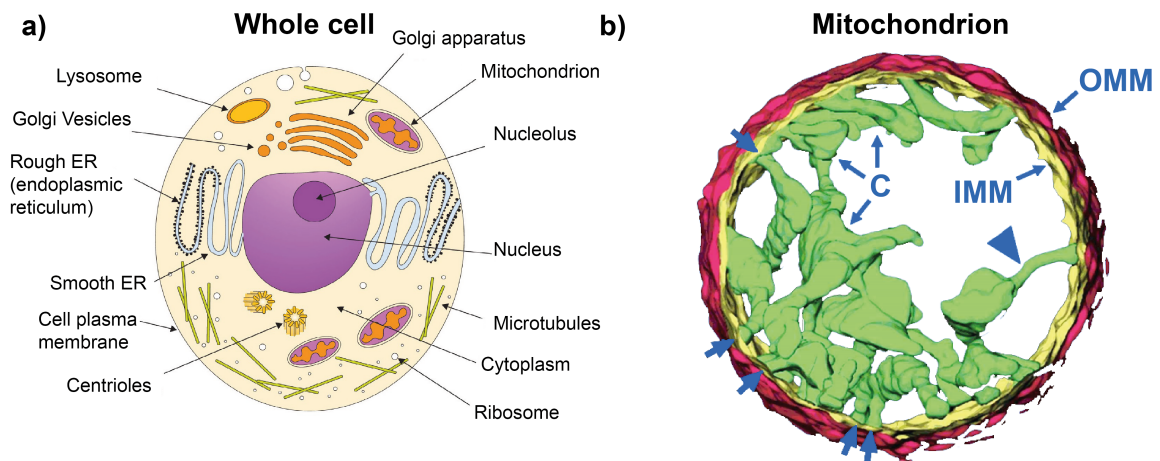 a)
Whole cell
Golgi apparatus
Lysosome
Mitochondrion
Golgi Vesicles
Nucleolus
Rough ER
(endoplasmic
reticulum)
Nucleus
Smooth ER
Cell plasma
membrane
Microtubules
Cytoplasm
Centrioles
Ribosome
b)
Mitochondrion
OMM
C
IMM